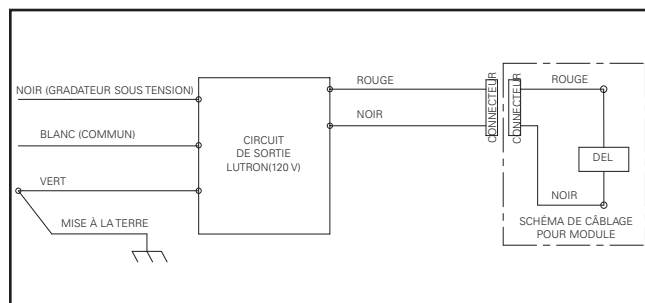 NOIR (GRADATEUR SOUS TENSION)
BLANC (COMMUN)
VERT
MISE À LA TERRE
CIRCUIT
DE SORTIE
LUTRON(120 V)
ROUGE
NOIR
CONNECTEUR
CONNECTEUR
ROUGE
DEL
NOIR
SCHÉMA DE CÂBLAGE
POUR MODULE